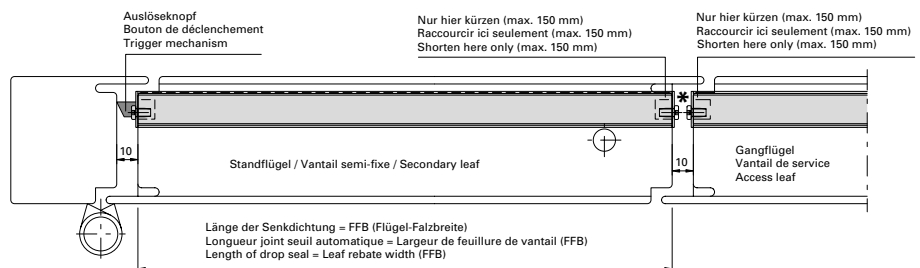 Auslöseknopf
Bouton de déclenchement
Trigger mechanism
Nur hier kürzen (max. 150 mm)
Raccourcir ici seulement (max. 150 mm)
Shorten here only (max. 150 mm)
Nur hier kürzen (max. 150 mm)
Raccourcir ici seulement (max. 150 mm)
Shorten here only (max. 150 mm)
*
10
Standflügel / Vantail semi-fixe / Secondary leaf
10
Gangflügel
Vantail de service
Access leaf
Länge der Senkdichtung = FFB (Flügel-Falzbreite)
Longueur joint seuil automatique = Largeur de feuillure de vantail (FFB)
Length of drop seal = Leaf rebate width (FFB)